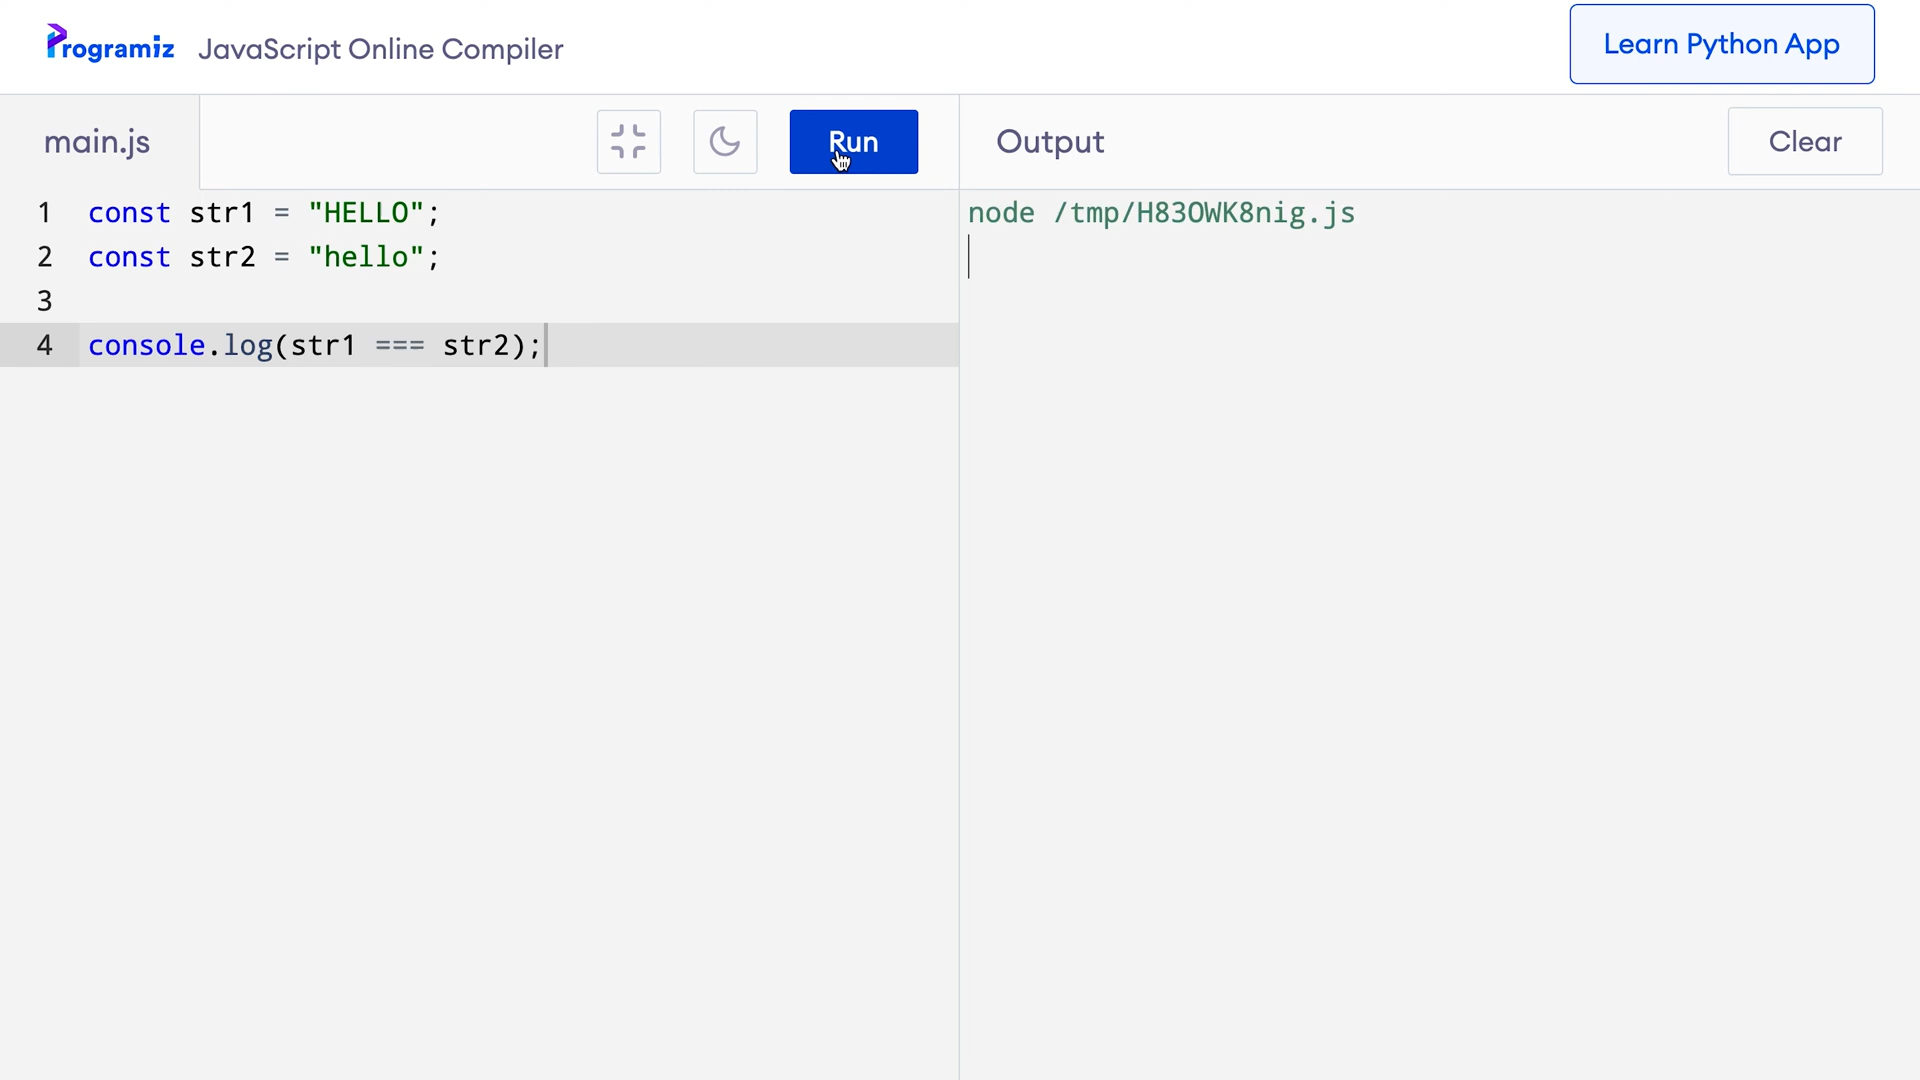 Programiz JavaScript Online Compiler
Learn Python App
main.js
Run
Output
Clear
1 const str1 = "HELLO";
2 const str2 = "hello";
3
4 console.log(str1 === str2);
node /tmp/H83OWK8nig.js